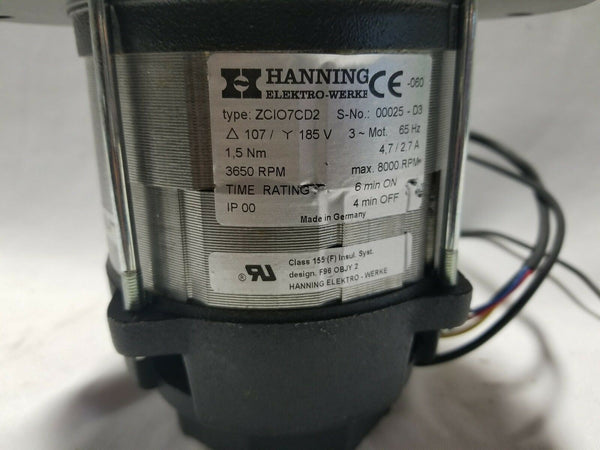 HANNING CE -060
ELEKTRO-WERKE
type: ZCIO7CD2 S-No.: 00025 - D3
△ 107 / Y 185 V 3 ~ Mot. 65 Hz
1,5 Nm 4,7 / 2,7 A
3650 RPM max. 8000 RPM
TIME RATING 6 min ON
IP 00 4 min OFF
Made in Germany
Class 155 (F) Insul. Syst.
design. F96 OBJY 2
HANNING ELEKTRO - WERKE